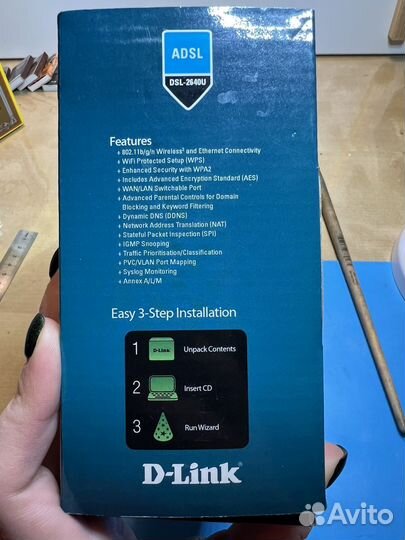 ADSL
DSL-2640U
Features
+ 802.11b/g/n Wireless² and Ethernet Connectivity
+ WiFi Protected Setup (WPS)
+ Enhanced Security with WPA2
+ Includes Advanced Encryption Standard (AES)
+ WAN/LAN Switchable Port
+ Advanced Parental Controls for Domain
Blocking and Keyword Filtering
+ Dynamic DNS (DDNS)
+ Network Address Translation (NAT)
+ Stateful Packet Inspection (SPI)
+ IGMP Snooping
+ Traffic Prioritisation/Classification
+ PVC/VLAN Port Mapping
+ Syslog Monitoring
+ Annex A/L/M
Easy 3-Step Installation
1 D-Link Unpack Contents
2 Insert CD
3 Run Wizard
D-Link
Avito